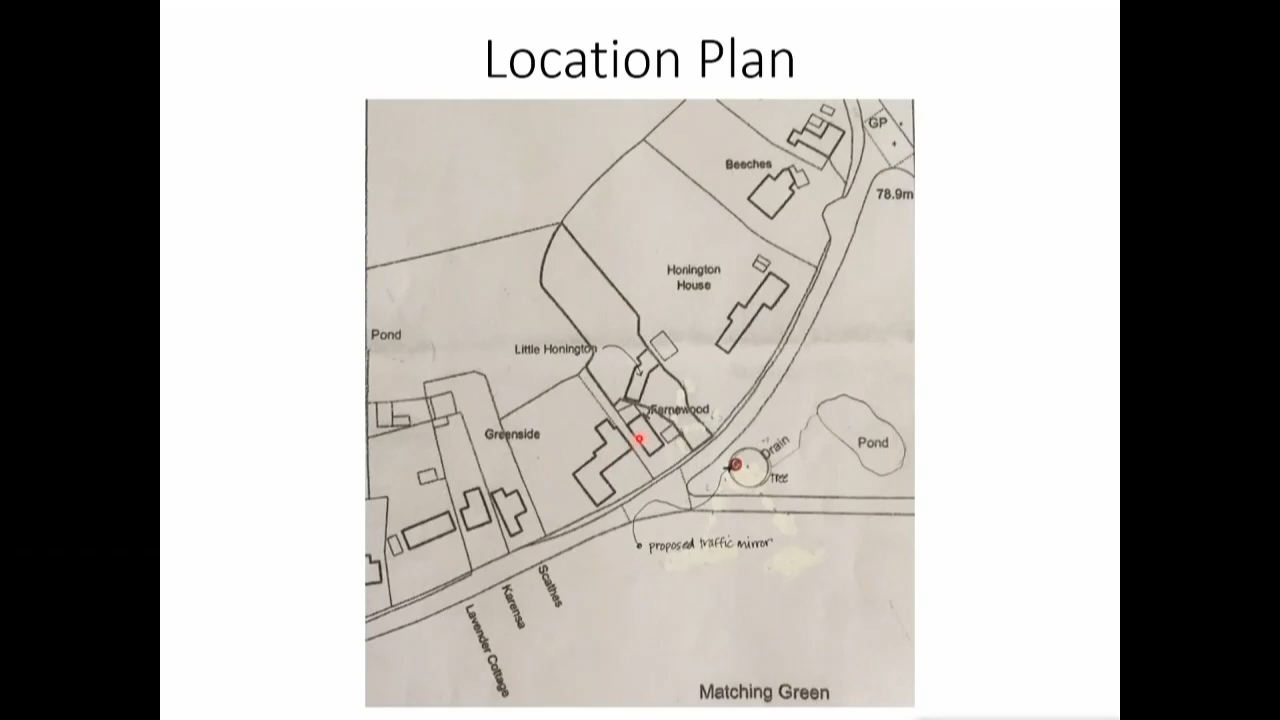 Location Plan
GP
Beeches
78.9m
Honington
House
Pond
Little Honington
Farnewood
Greenside
Drain
Pond
Tree
proposed traffic mirror
Scathes
Karensa
Lavender Cottage
Matching Green